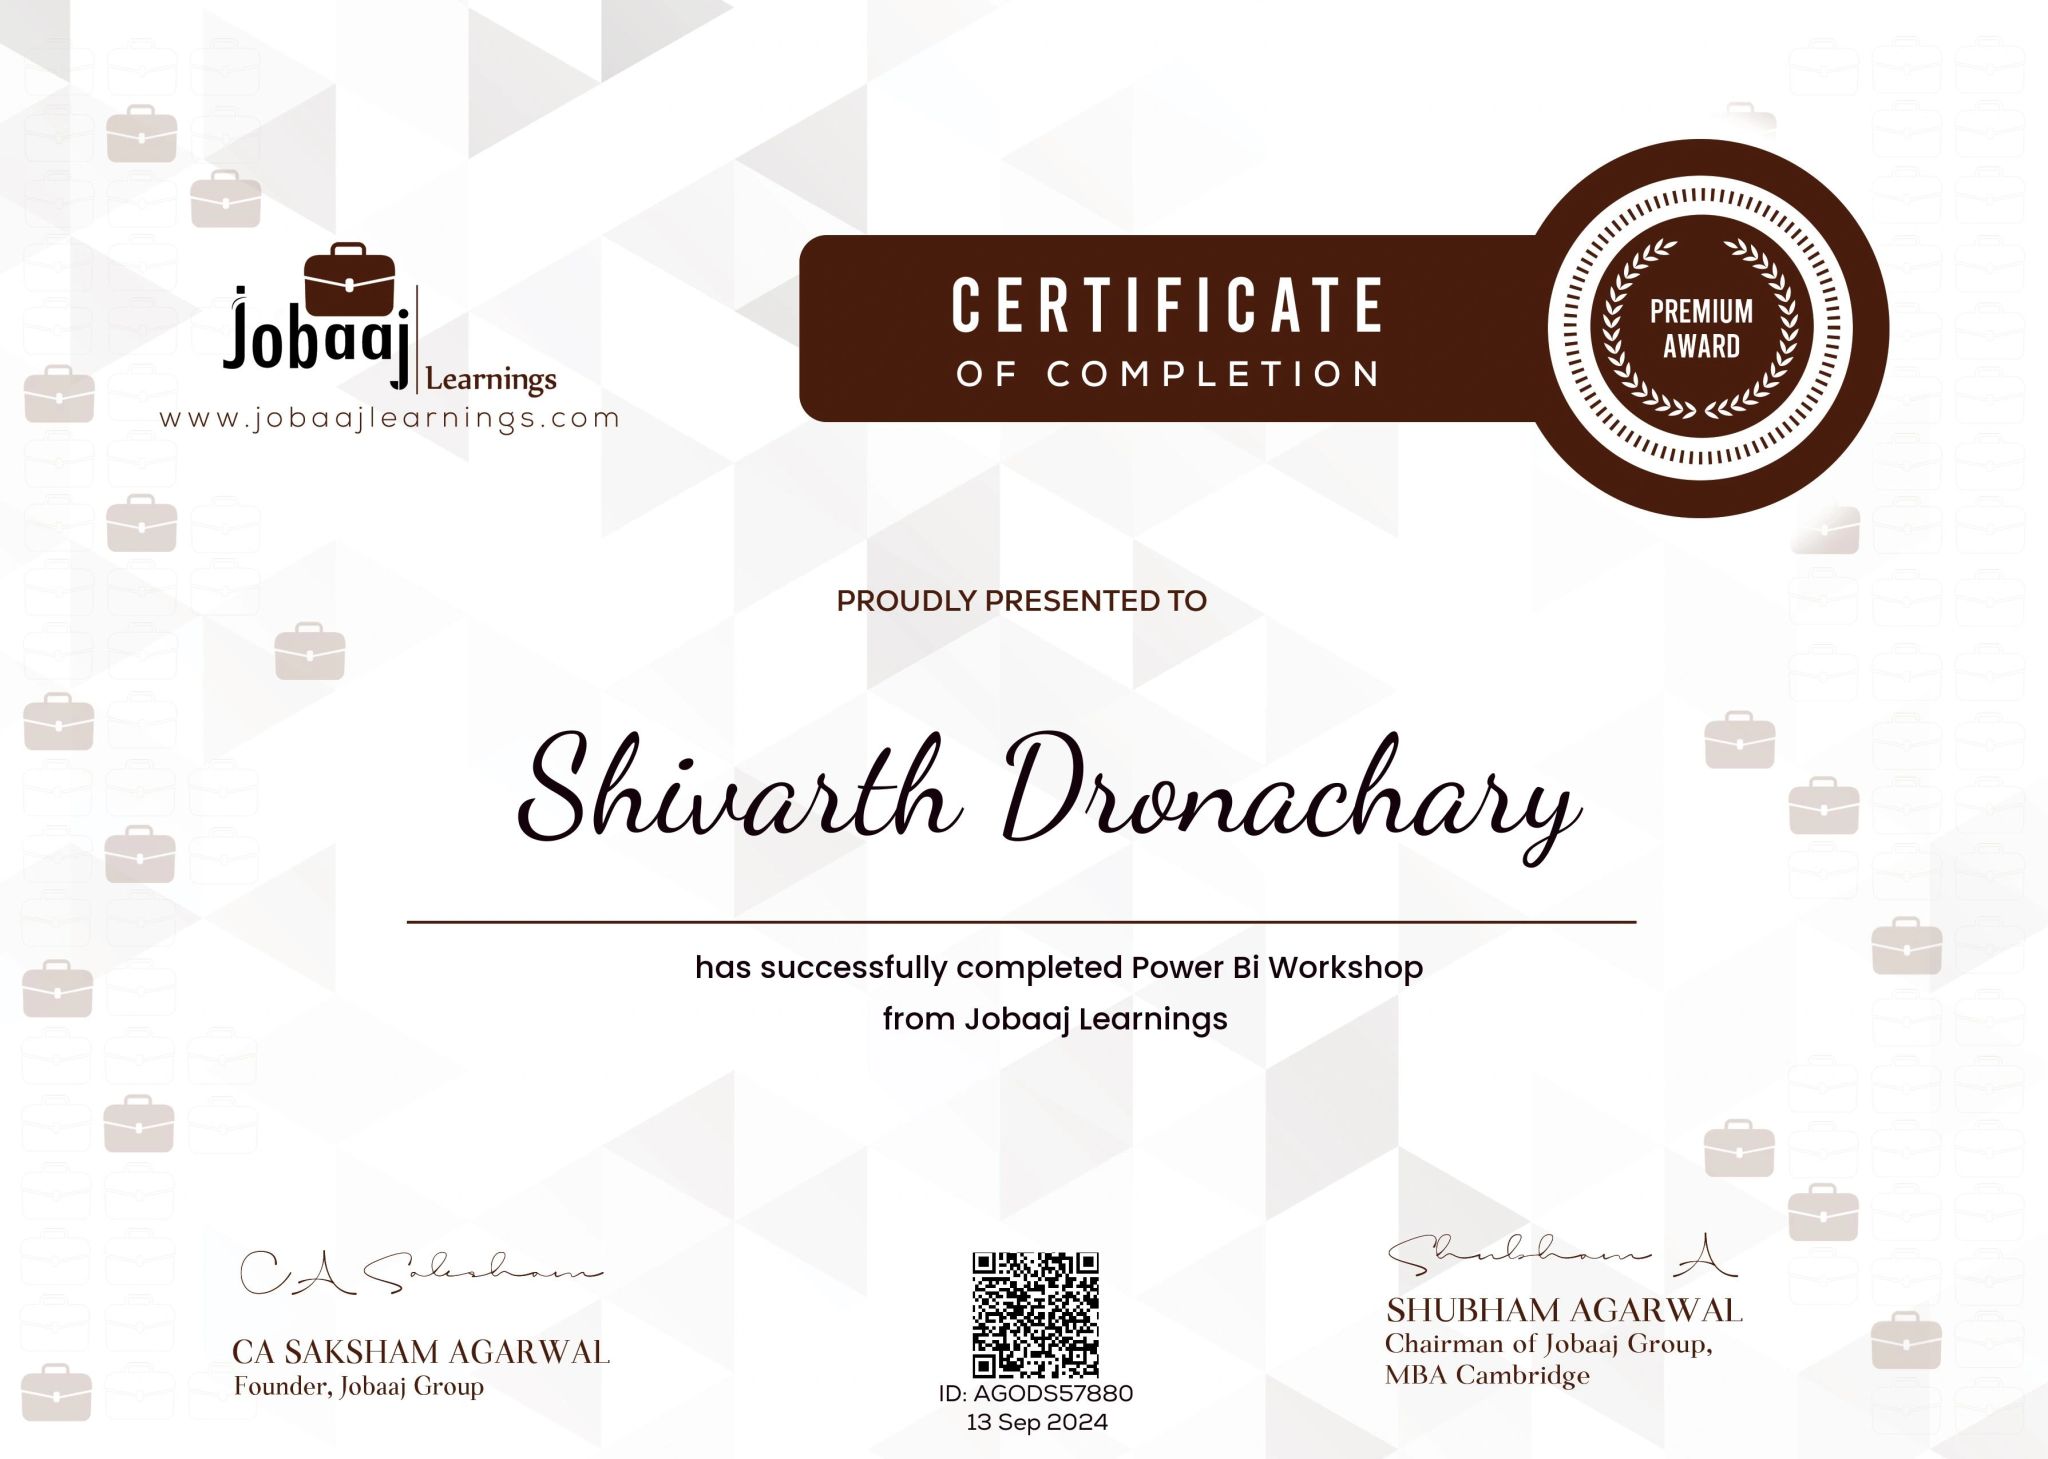 Jobaaj
Learnings
www.jobaajlearnings.com
CERTIFICATE
OF COMPLETION
PREMIUM
AWARD
PROUDLY PRESENTED TO
Shivarth Dronachary
has successfully completed Power Bi Workshop
from Jobaaj Learnings
CA Saksham
CA SAKSHAM AGARWAL
Founder, Jobaaj Group
ID: AGODS57880
13 Sep 2024
Shubham A
SHUBHAM AGARWAL
Chairman of Jobaaj Group,
MBA Cambridge